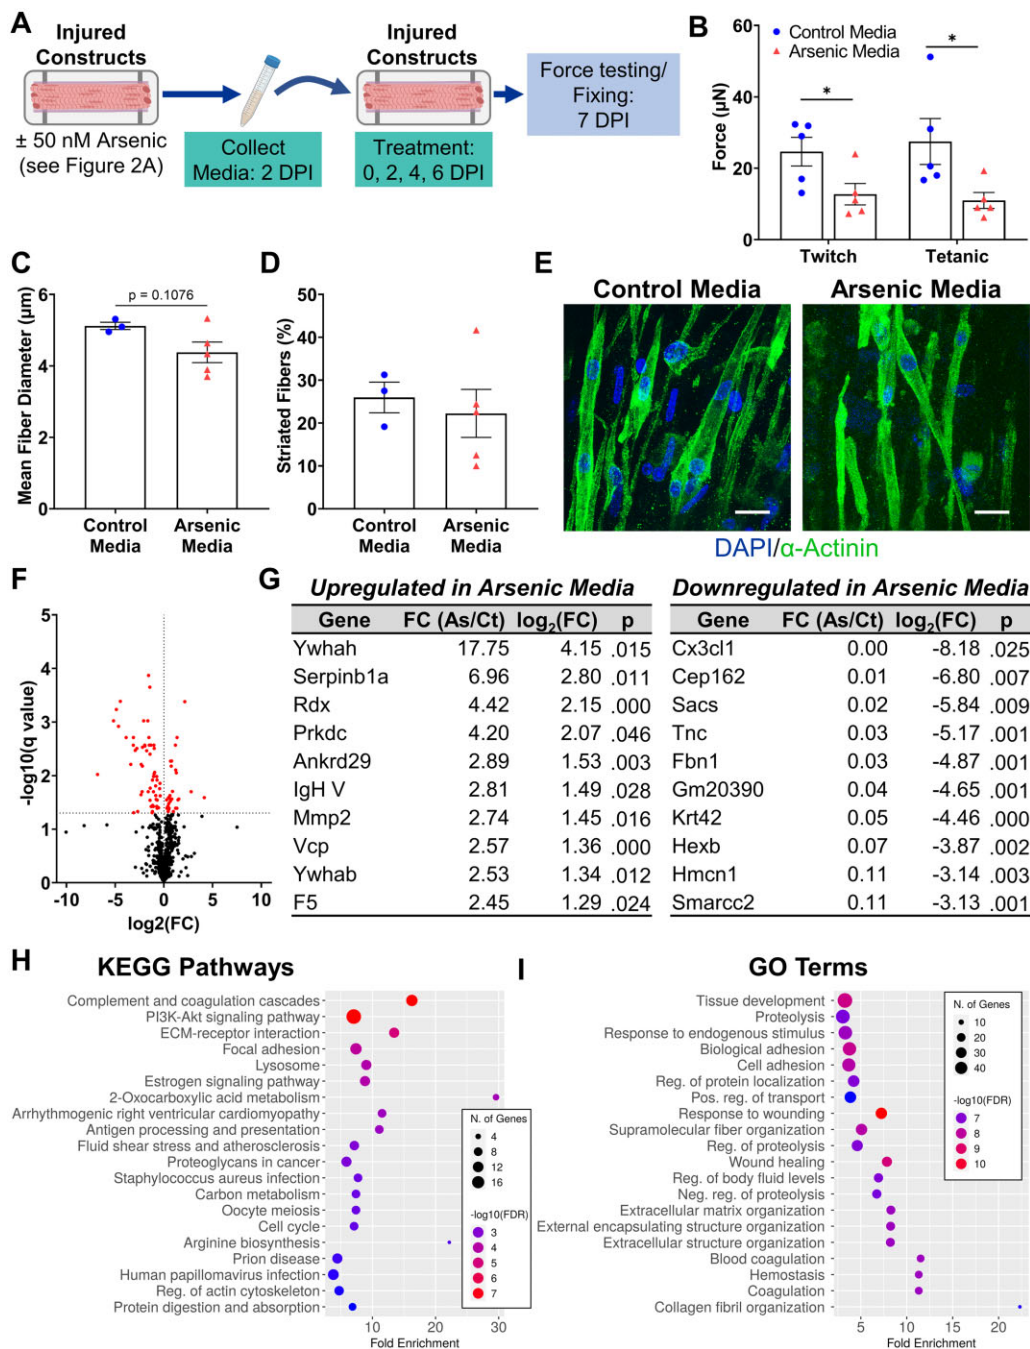 A
Injured Constructs
± 50 nM Arsenic
(see Figure 2A)
Collect
Media: 2 DPI
Injured Constructs
Treatment:
0, 2, 4, 6 DPI
Force testing/
Fixing:
7 DPI
B
Control Media
Arsenic Media
* *
Force (µN)
60
40
20
0
Twitch Tetanic
C
p = 0.1076
Mean Fiber Diameter (µm)
6
4
2
0
Control Media
Arsenic Media
D
Striated Fibers (%)
50
40
30
20
10
0
Control Media
Arsenic Media
E
Control Media Arsenic Media
DAPI/α-Actinin
F
-log10(q value)
5
4
3
2
1
0
-10 -5 0 5 10
log2(FC)
G
Upregulated in Arsenic Media
Gene FC (As/Ct) log2(FC) p
Ywhah 17.75 4.15 .015
Serpinb1a 6.96 2.80 .011
Rdx 4.42 2.15 .000
Prkdc 4.20 2.07 .046
Ankrd29 2.89 1.53 .003
IgH V 2.81 1.49 .028
Mmp2 2.74 1.45 .016
Vcp 2.57 1.36 .000
Ywhab 2.53 1.34 .012
F5 2.45 1.29 .024
Downregulated in Arsenic Media
Gene FC (As/Ct) log2(FC) p
Cx3cl1 0.00 -8.18 .025
Cep162 0.01 -6.80 .007
Sacs 0.02 -5.84 .009
Tnc 0.03 -5.17 .001
Fbn1 0.03 -4.87 .001
Gm20390 0.04 -4.65 .001
Krt42 0.05 -4.46 .000
Hexb 0.07 -3.87 .002
Hmcn1 0.11 -3.14 .003
Smarcc2 0.11 -3.13 .001
H
KEGG Pathways
Complement and coagulation cascades
PI3K-Akt signaling pathway
ECM-receptor interaction
Focal adhesion
Lysosome
Estrogen signaling pathway
2-Oxocarboxylic acid metabolism
Arrhythmogenic right ventricular cardiomyopathy
Antigen processing and presentation
Fluid shear stress and atherosclerosis
Proteoglycans in cancer
Staphylococcus aureus infection
Carbon metabolism
Oocyte meiosis
Cell cycle
Arginine biosynthesis
Prion disease
Human papillomavirus infection
Reg. of actin cytoskeleton
Protein digestion and absorption
10 20 30
Fold Enrichment
N. of Genes
4
8
12
16
-log10(FDR)
3
4
5
6
7
I
GO Terms
Tissue development
Proteolysis
Response to endogenous stimulus
Biological adhesion
Cell adhesion
Reg. of protein localization
Pos. reg. of transport
Response to wounding
Supramolecular fiber organization
Reg. of proteolysis
Wound healing
Reg. of body fluid levels
Neg. reg. of proteolysis
Extracellular matrix organization
External encapsulating structure organization
Extracellular structure organization
Blood coagulation
Hemostasis
Coagulation
Collagen fibril organization
5 10 15 20
Fold Enrichment
N. of Genes
10
20
30
40
-log10(FDR)
7
8
9
10